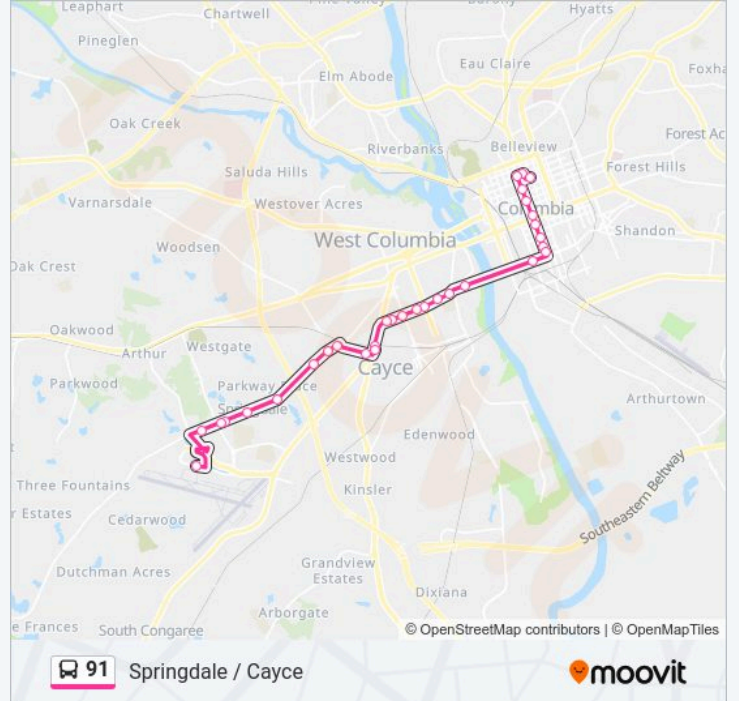 Leaphart
Chartwell
Hyatts
Pineglen
Elm Abode
Eau Claire
Oak Creek
Riverbanks
Belleview
Forest Ac
Saluda Hills
Forest Hills
Varnarsdale
Westover Acres
Columbia
Shandon
Woodsen
West Columbia
Oak Crest
Oakwood
Arthur
Westgate
Cayce
Parkwood
Arthurtown
Edenwood
Westwood
Three Fountains
Kinsler
r Estates
Cedarwood
Southeastern Beltway
Dutchman Acres
Grandview
Estates
Dixiana
Arborgate
e Frances
South Congaree
© OpenStreetMap contributors | © OpenMapTiles
91
Springdale / Cayce
moovit